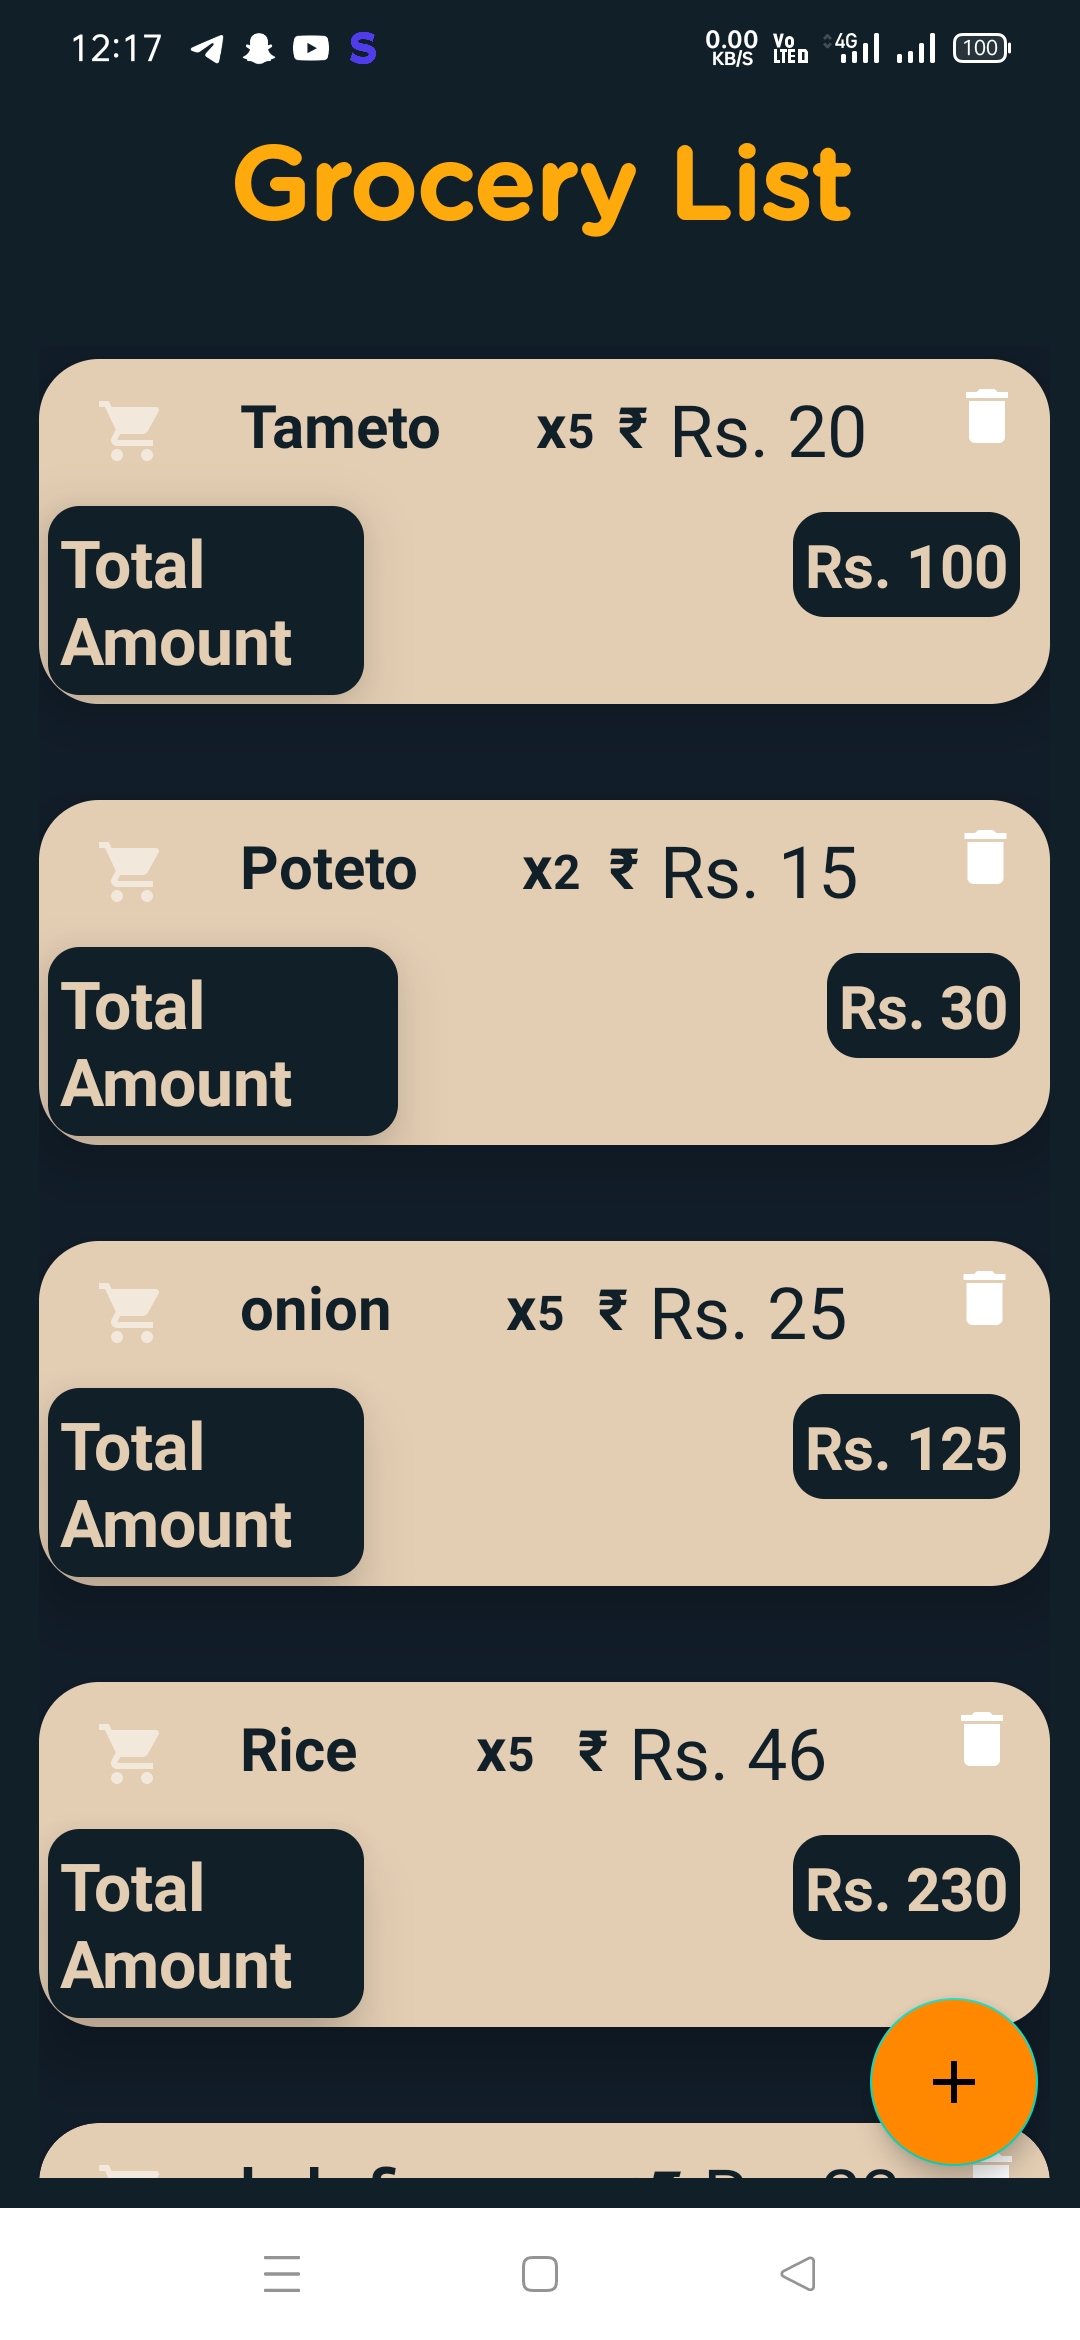 12:17 S 0.00 KB/S Vo LTE D 4G 100
Grocery List
Tameto x5 ₹ Rs. 20
Total
Amount
Rs. 100
Poteto x2 ₹ Rs. 15
Total
Amount
Rs. 30
onion x5 ₹ Rs. 25
Total
Amount
Rs. 125
Rice x5 ₹ Rs. 46
Total
Amount
Rs. 230
+